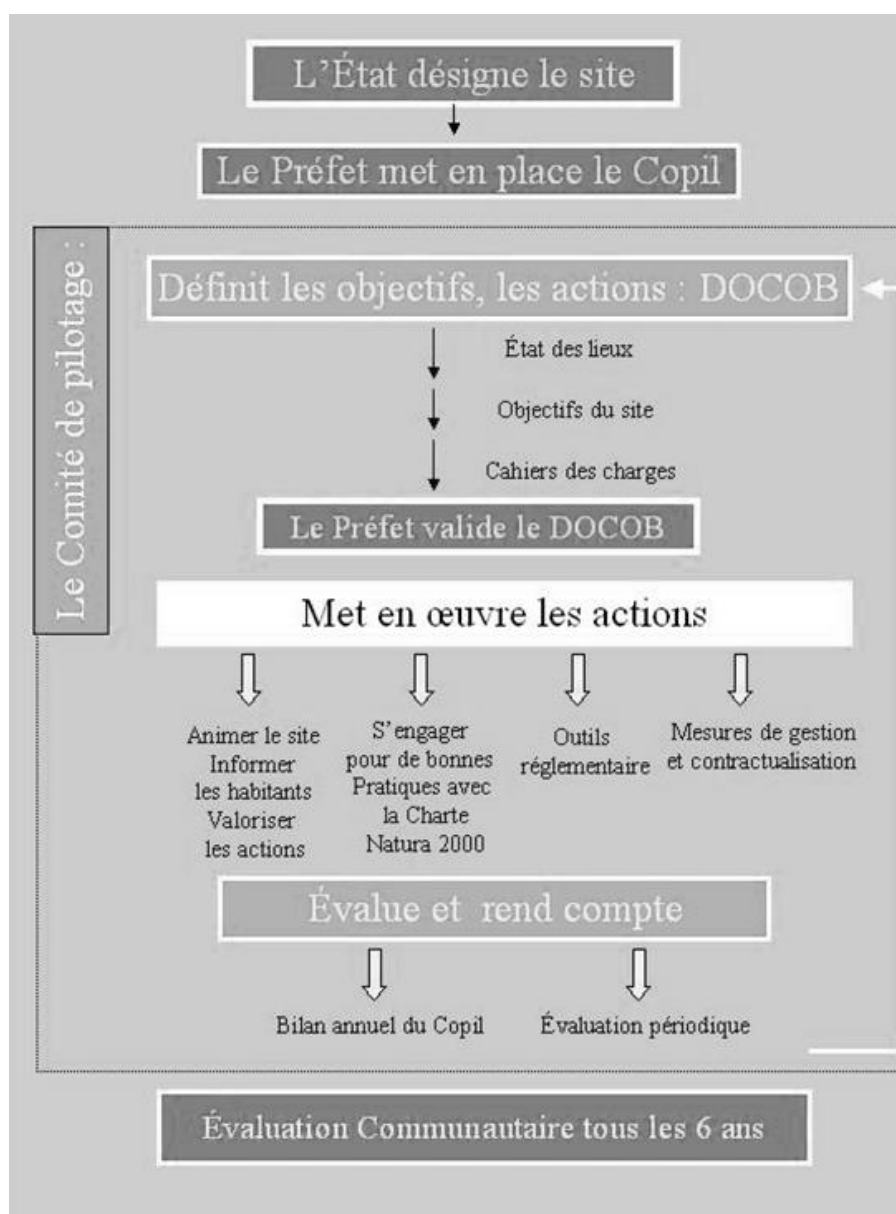 L'État désigne le site
Le Préfet met en place le Copil
Le Comité de pilotage :
Définit les objectifs, les actions : DOCOB
État des lieux
Objectifs du site
Cahiers des charges
Le Préfet valide le DOCOB
Met en œuvre les actions
Animer le site
Informer
les habitants
Valoriser
les actions
S'engager
pour de bonnes
Pratiques avec
la Charte
Natura 2000
Outils
réglementaire
Mesures de gestion
et contractualisation
Évalue et rend compte
Bilan annuel du Copil
Évaluation périodique
Évaluation Communautaire tous les 6 ans